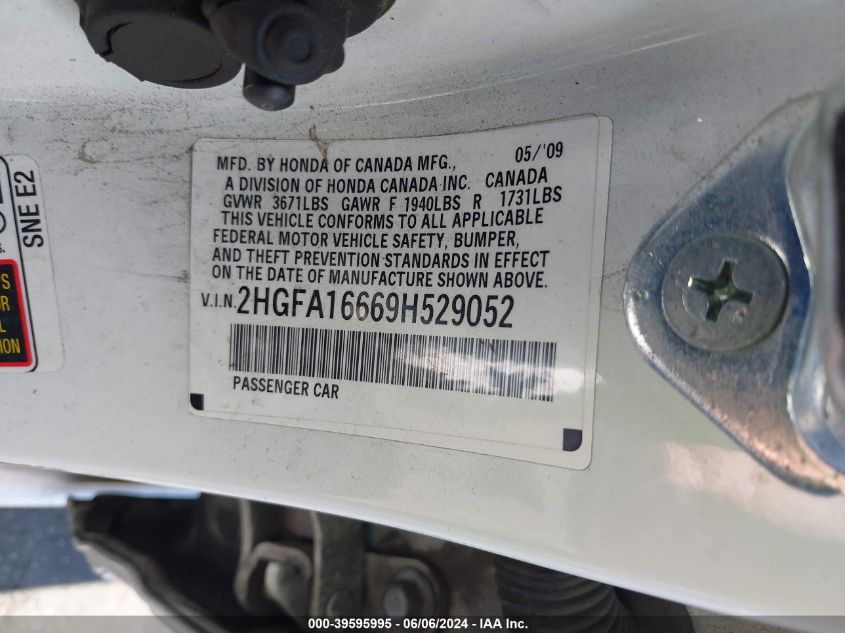 MFD. BY HONDA OF CANADA MFG., 05/'09
A DIVISION OF HONDA CANADA INC. CANADA
GVWR 3671LBS GAWR F 1940LBS R 1731LBS
THIS VEHICLE CONFORMS TO ALL APPLICABLE
FEDERAL MOTOR VEHICLE SAFETY, BUMPER,
AND THEFT PREVENTION STANDARDS IN EFFECT
ON THE DATE OF MANUFACTURE SHOWN ABOVE.
V.I.N. 2HGFA16669H529052
PASSENGER CAR
SNE E2
000-39595995 - 06/06/2024 - IAA Inc.